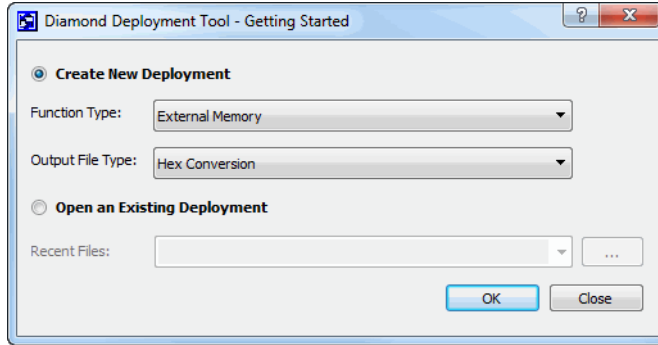 Diamond Deployment Tool - Getting Started
Create New Deployment
Function Type: External Memory
Output File Type: Hex Conversion
Open an Existing Deployment
Recent Files: ...
OK Close